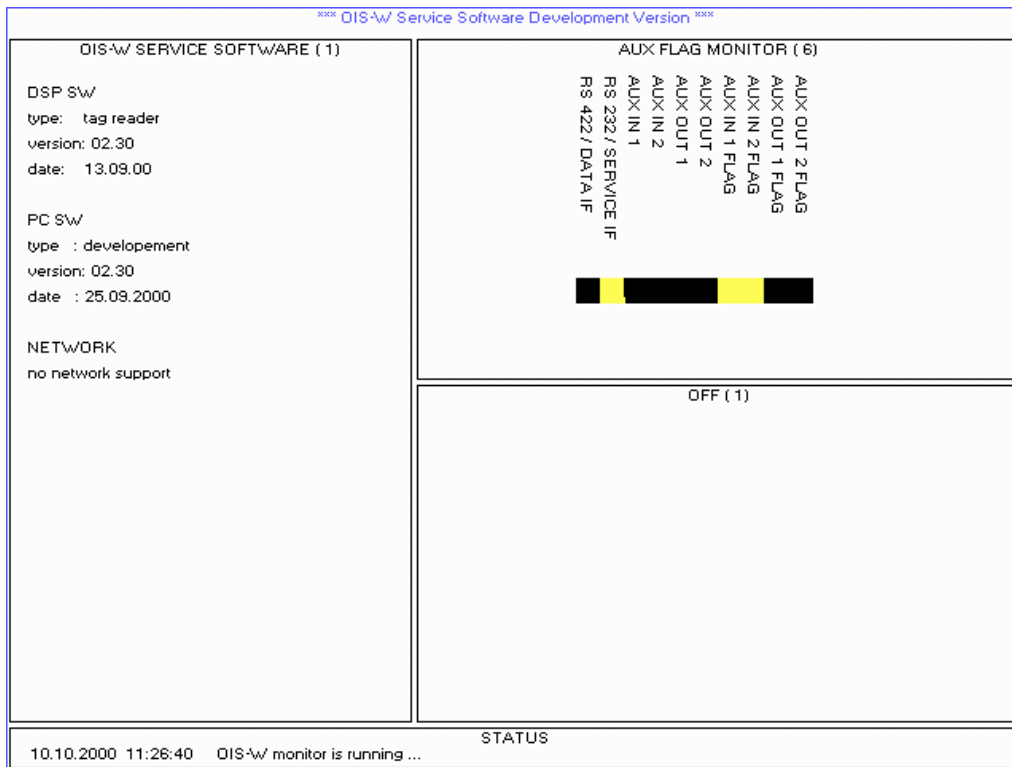 *** OIS-W Service Software Development Version ***
OIS-W SERVICE SOFTWARE ( 1 )
DSP SW
type: tag reader
version: 02.30
date: 13.09.00
PC SW
type : developement
version: 02.30
date : 25.09.2000
NETWORK
no network support
AUX FLAG MONITOR ( 6 )
RS 422 / DATA IF
RS 232 / SERVICE IF
AUX IN 1
AUX IN 2
AUX OUT 1
AUX OUT 2
AUX IN 1 FLAG
AUX IN 2 FLAG
AUX OUT 1 FLAG
AUX OUT 2 FLAG
OFF ( 1 )
STATUS
10.10.2000 11:26:40 OIS-W monitor is running ...